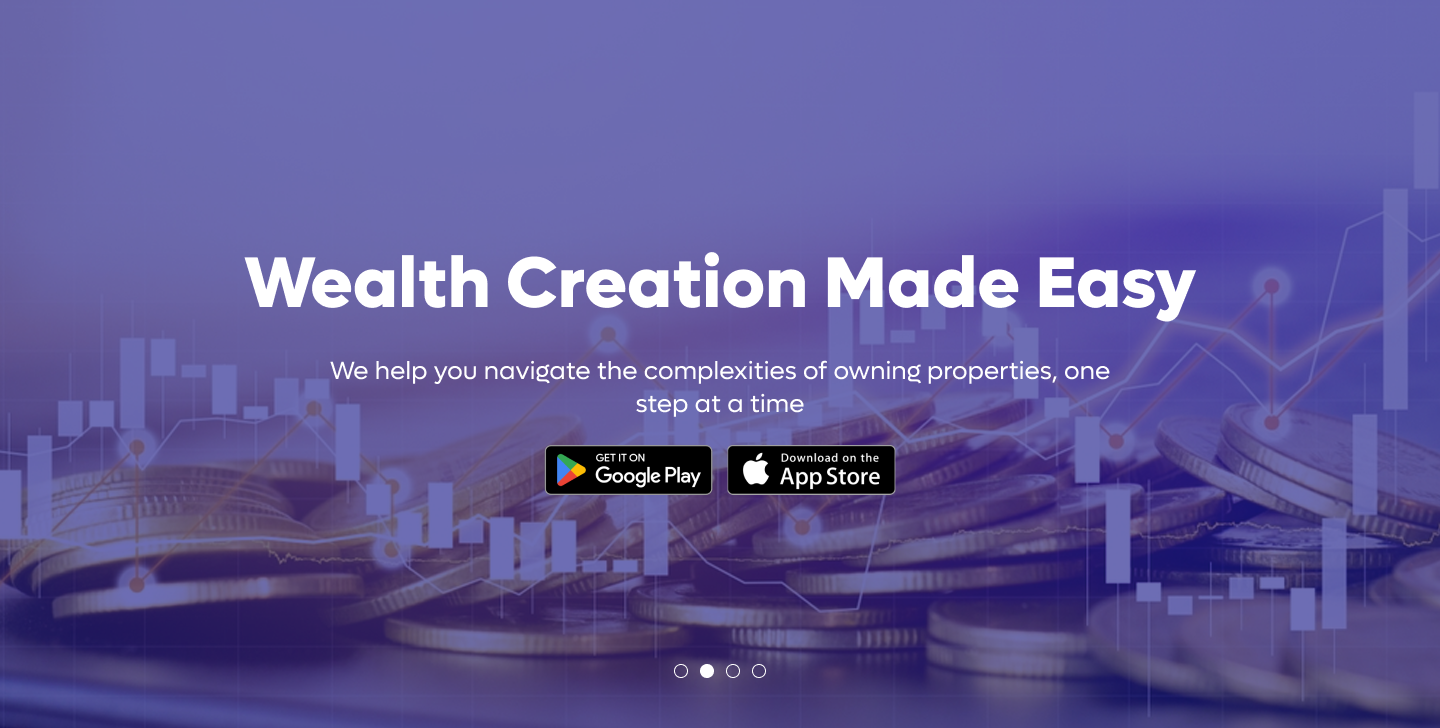 Wealth Creation Made Easy
We help you navigate the complexities of owning properties, one
step at a time
GET IT ON
Google Play
Download on the
App Store